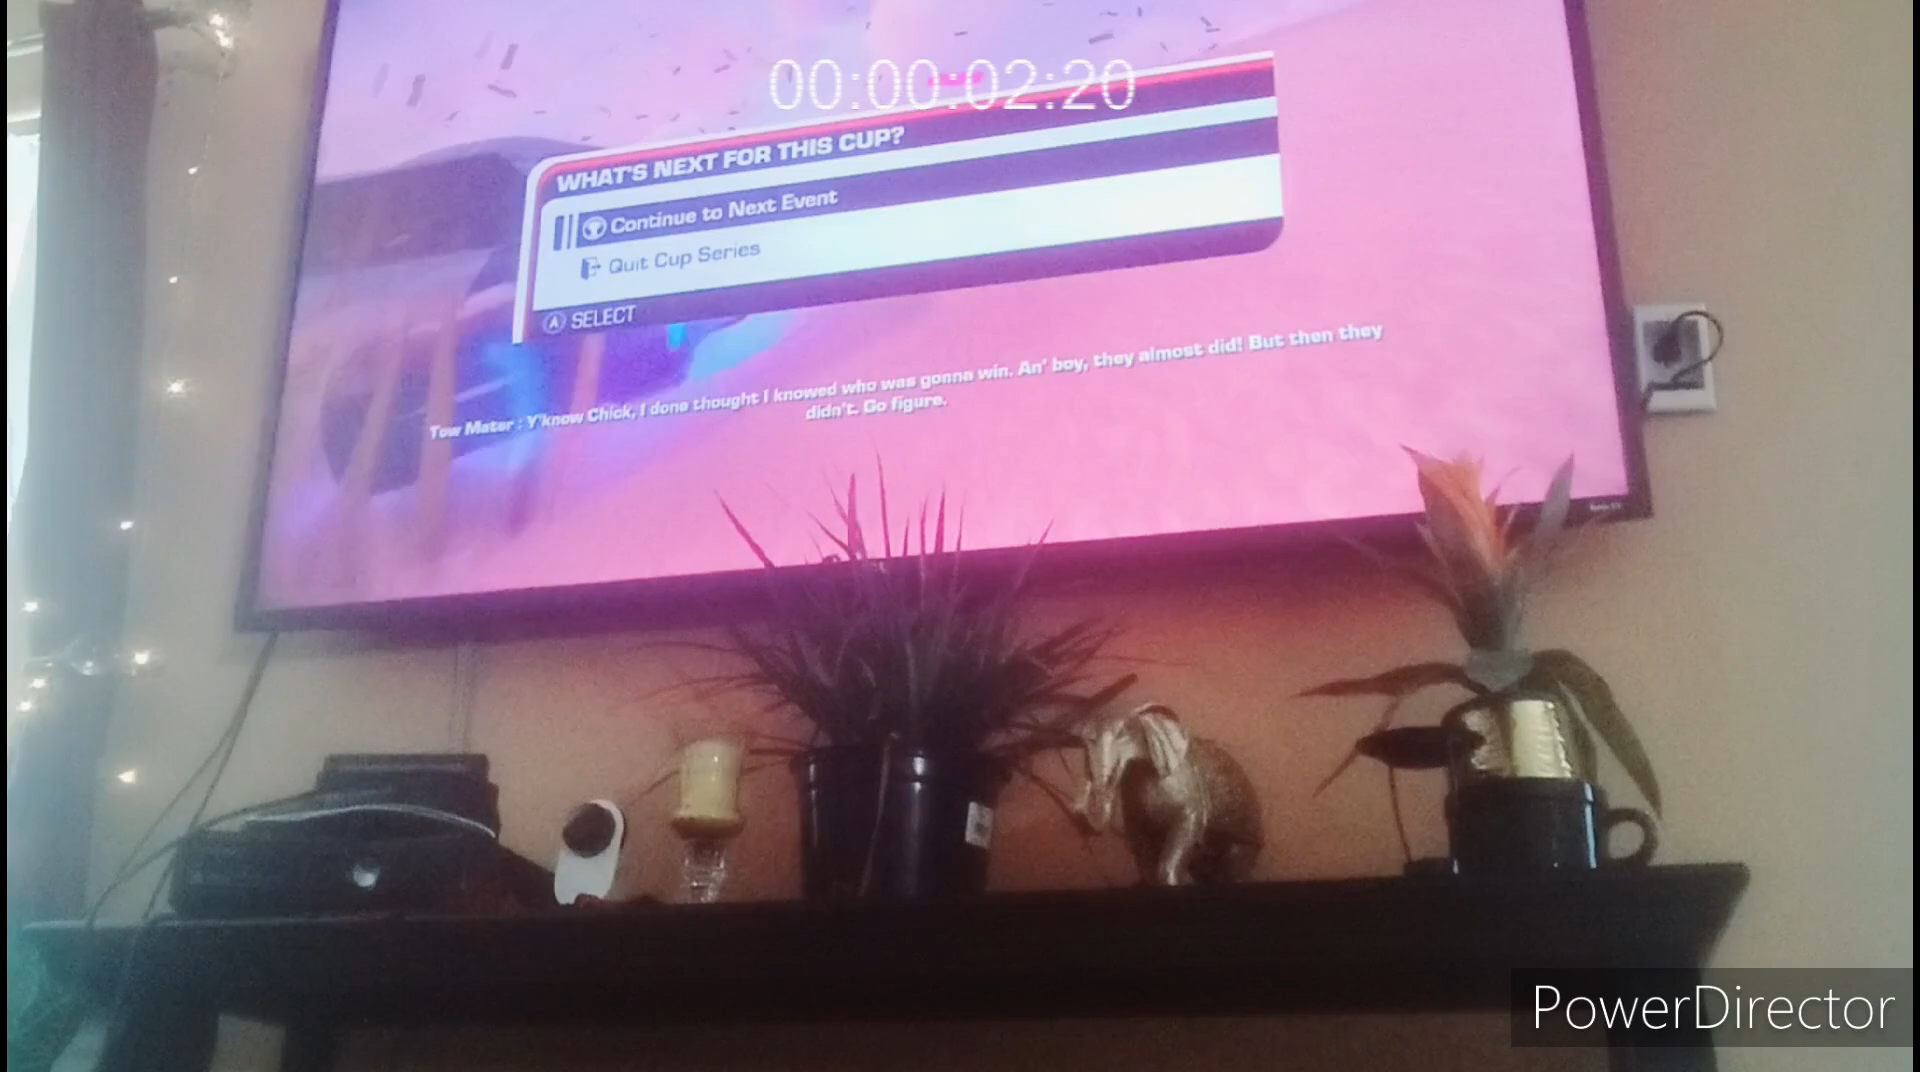 00:00:02:20
WHAT'S NEXT FOR THIS CUP?
Continue to Next Event
Quit Cup Series
A SELECT
Tow Mater : Y'know Chick, I done thought I knowed who was gonna win. An' boy, they almost did! But then they
didn't. Go figure.
PowerDirector